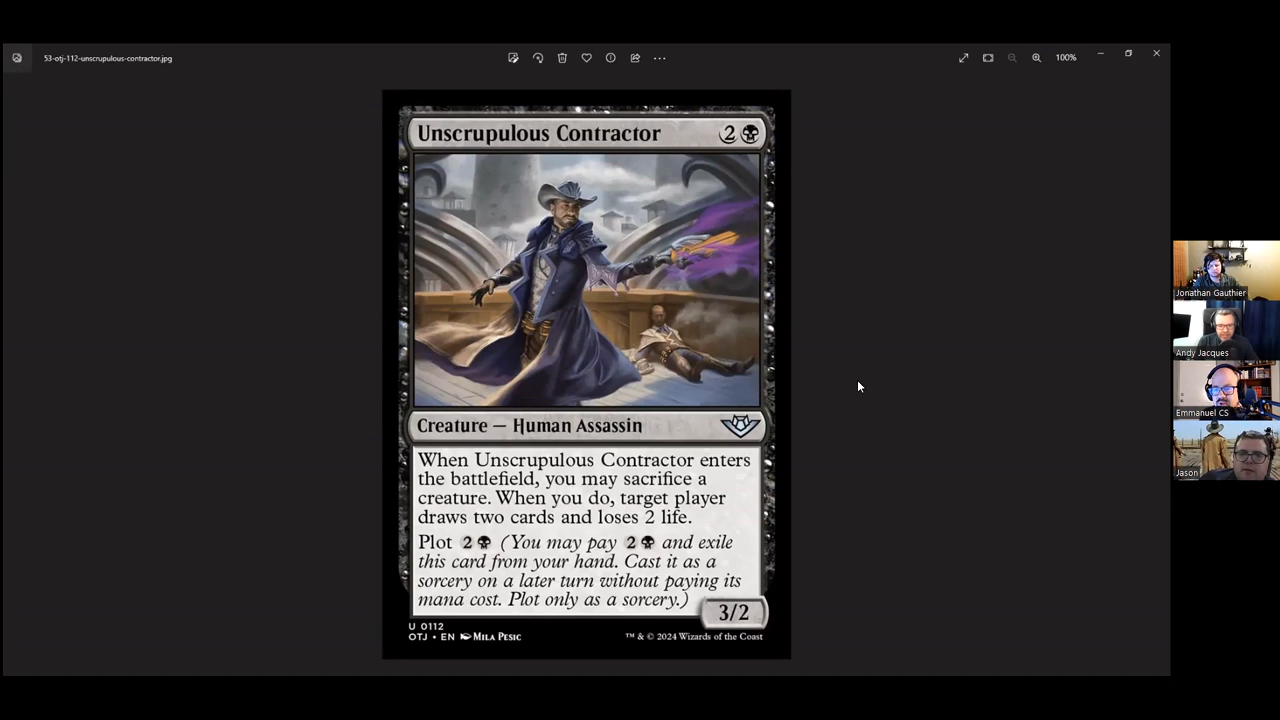 53-otj-112-unscrupulous-contractor.jpg
100%
Unscrupulous Contractor 2
Creature — Human Assassin
When Unscrupulous Contractor enters
the battlefield, you may sacrifice a
creature. When you do, target player
draws two cards and loses 2 life.
Plot 2 (You may pay 2 and exile
this card from your hand. Cast it as a
sorcery on a later turn without paying its
mana cost. Plot only as a sorcery.)
3/2
U 0112
OTJ • EN Mila Pesic
™ & © 2024 Wizards of the Coast
Jonathan Gauthier
Andy Jacques
Emmanuel CS
Jason